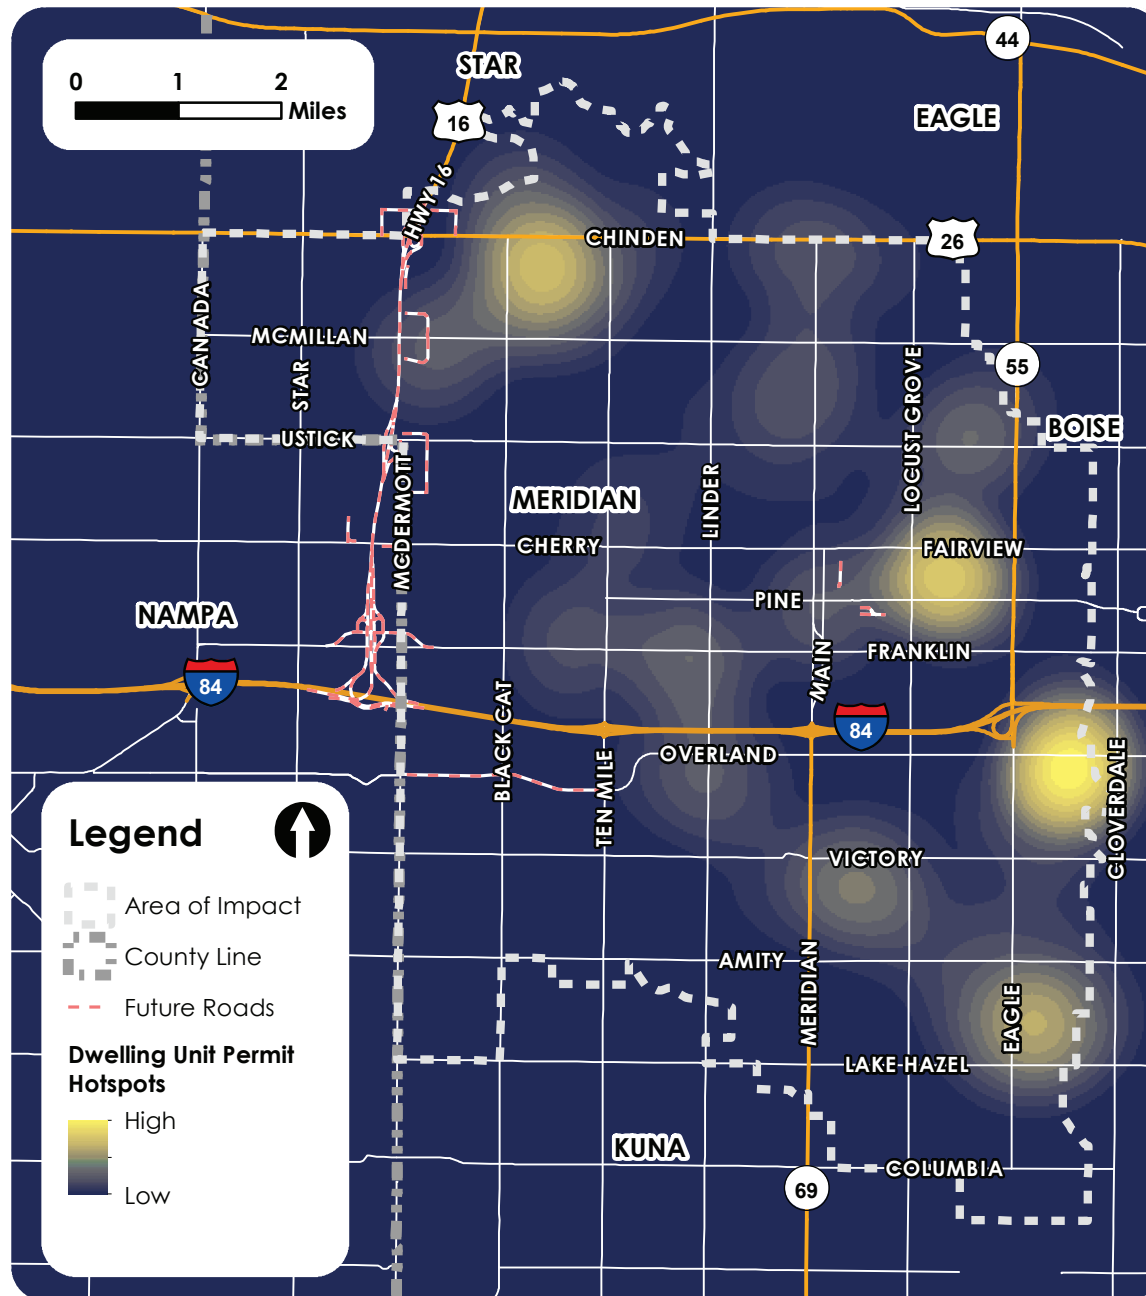 44
STAR
0 1 2
Miles
16
EAGLE
HWY 16
CHINDEN
26
CANADA
MCMILLAN
STAR
LOCUST GROVE
55
USTICK
BOISE
MCDERMOTT
MERIDIAN
LINDER
CHERRY
FAIRVIEW
PINE
NAMPA
MAIN
FRANKLIN
84
BLACK CAT
84
OVERLAND
TEN MILE
CLOVERDALE
VICTORY
Legend
Area of Impact
County Line
Future Roads
Dwelling Unit Permit
Hotspots
High
Low
AMITY
MERIDIAN
EAGLE
LAKE HAZEL
KUNA
COLUMBIA
69